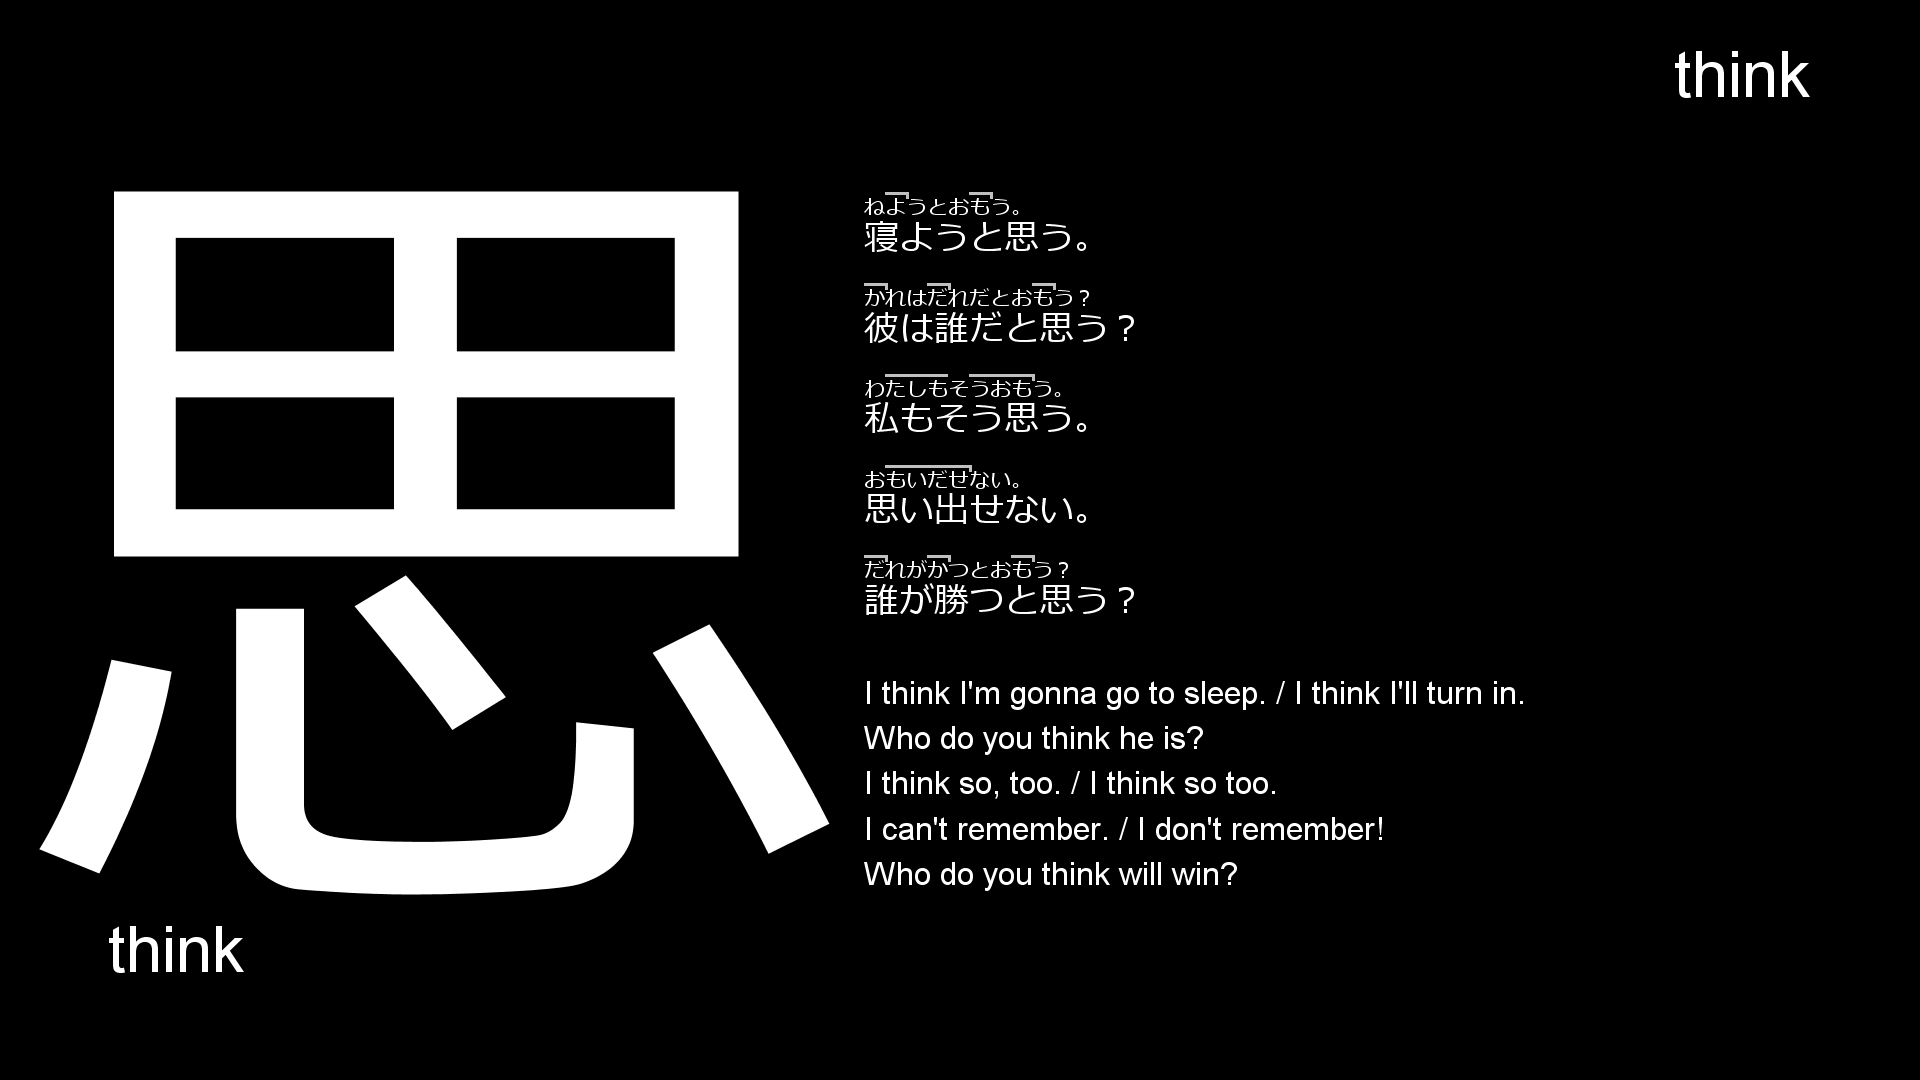 think
思
think
ねようとおもう。
寝ようと思う。
かれはだれだとおもう？
彼は誰だと思う？
わたしもそうおもう。
私もそう思う。
おもいだせない。
思い出せない。
だれがかつとおもう？
誰が勝つと思う？
I think I'm gonna go to sleep. / I think I'll turn in.
Who do you think he is?
I think so, too. / I think so too.
I can't remember. / I don't remember!
Who do you think will win?